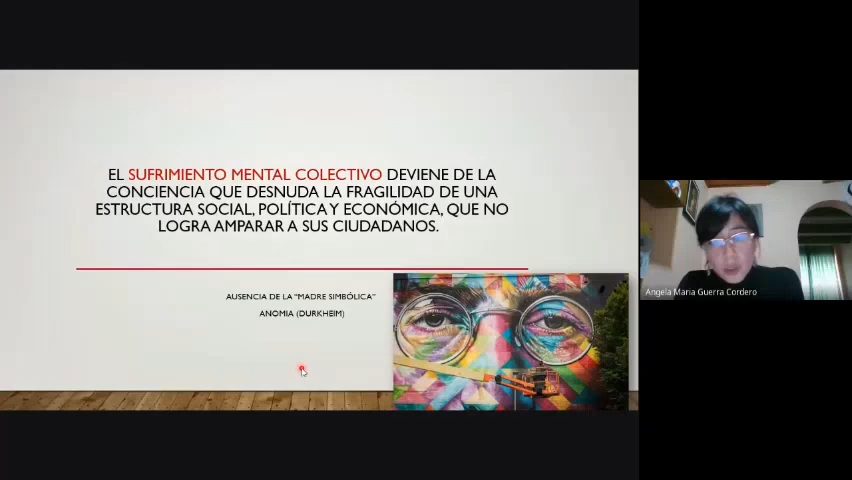 EL SUFRIMIENTO MENTAL COLECTIVO DEVIENE DE LA
CONCIENCIA QUE DESNUDA LA FRAGILIDAD DE UNA
ESTRUCTURA SOCIAL, POLÍTICA Y ECONÓMICA, QUE NO
LOGRA AMPARAR A SUS CIUDADANOS.
AUSENCIA DE LA "MADRE SIMBÓLICA"
ANOMIA (DURKHEIM)
Angela Maria Guerra Cordero